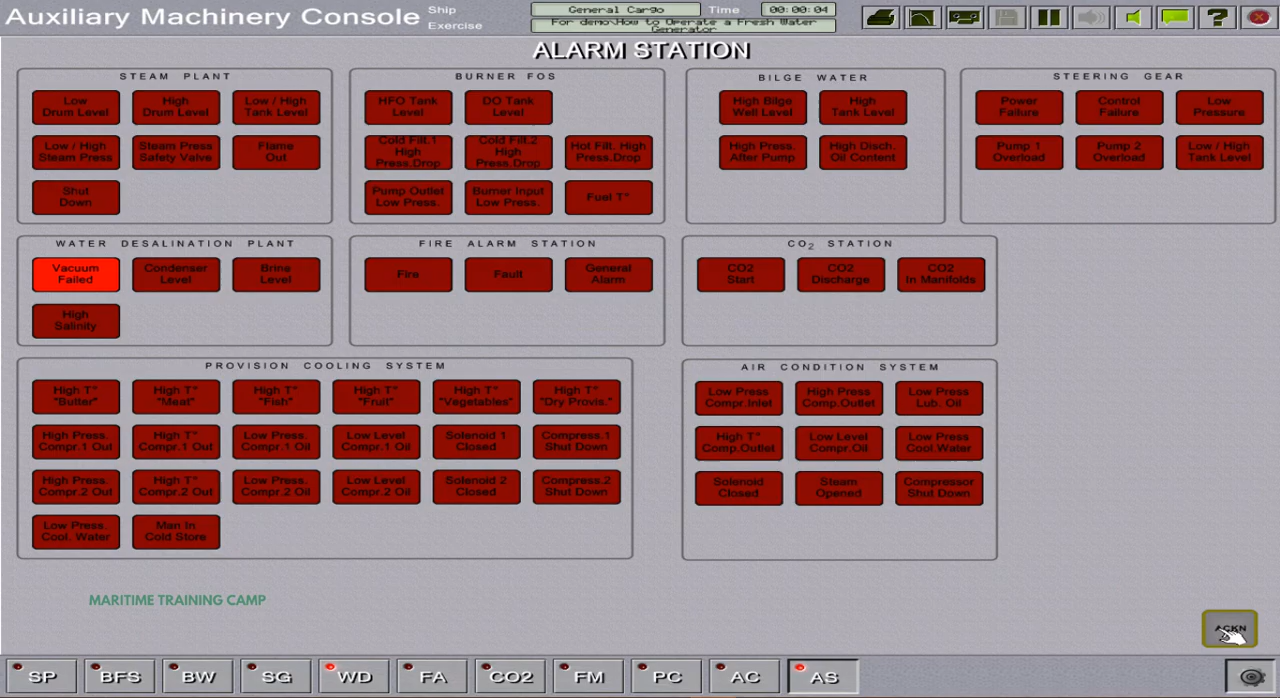 Auxiliary Machinery Console
Ship
Exercise
General Cargo
Time
00:00:04
For demo\How to Operate a Fresh Water
Generator
ALARM STATION
STEAM PLANT
Low
Drum Level
High
Drum Level
Low / High
Tank Level
Low / High
Steam Press
Steam Press
Safety Valve
Flame
Out
Shut
Down
BURNER FOS
HFO Tank
Level
DO Tank
Level
Cold Fill.1
High
Press.Drop
Cold Fill.2
High
Press.Drop
Hot Filt. High
Press.Drop
Pump Outlet
Low Press.
Burner Input
Low Press.
Fuel T°
BILGE WATER
High Bilge
Well Level
High
Tank Level
High Press.
After Pump
High Disch.
Oil Content
STEERING GEAR
Power
Failure
Control
Failure
Low
Pressure
Pump 1
Overload
Pump 2
Overload
Low / High
Tank Level
WATER DESALINATION PLANT
Vacuum
Failed
Condenser
Level
Brine
Level
High
Salinity
FIRE ALARM STATION
Fire
Fault
General
Alarm
CO2 STATION
CO2
Start
CO2
Discharge
CO2
In Manifolds
PROVISION COOLING SYSTEM
High T°
"Butter"
High T°
"Meat"
High T°
"Fish"
High T°
"Fruit"
High T°
"Vegetables"
High T°
"Dry Provis."
High Press.
Compr.1 Out
High T°
Compr.1 Out
Low Press.
Compr.1 Oil
Low Level
Compr.1 Oil
Solenoid 1
Closed
Compress.1
Shut Down
High Press.
Compr.2 Out
High T°
Compr.2 Out
Low Press.
Compr.2 Oil
Low Level
Compr.2 Oil
Solenoid 2
Closed
Compress.2
Shut Down
Low Press.
Cool. Water
Man In
Cold Store
AIR CONDITION SYSTEM
Low Press
Compr.Inlet
High Press
Comp.Outlet
Low Press
Lub. Oil
High T°
Comp.Outlet
Low Level
Compr.Oil
Low Press
Cool.Water
Solenoid
Closed
Steam
Opened
Compressor
Shut Down
MARITIME TRAINING CAMP
ACKN
SP
BFS
BW
SG
WD
FA
CO2
FM
PC
AC
AS